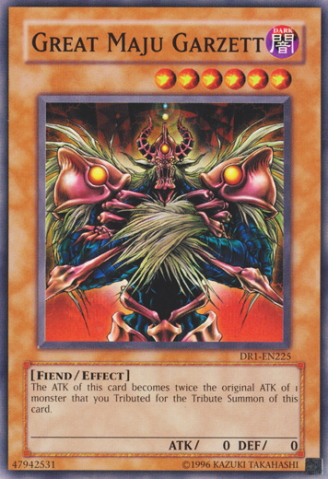 GREAT MAJU GARZETT
DARK
闇
DR1-EN225
[FIEND/EFFECT]
The ATK of this card becomes twice the original ATK of 1
monster that you Tributed for the Tribute Summon of this
card.
ATK/ 0 DEF/ 0
47942531
©1996 KAZUKI TAKAHASHI